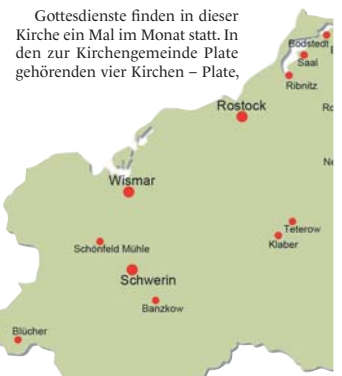 Gottesdienste finden in dieser
Kirche ein Mal im Monat statt. In
den zur Kirchengemeinde Plate
gehörenden vier Kirchen – Plate,
Bodstedt
Saal
Ribnitz
Rostock
Wismar
Teterow
Klaber
Schönfeld Mühle
Schwerin
Banzkow
Blücher